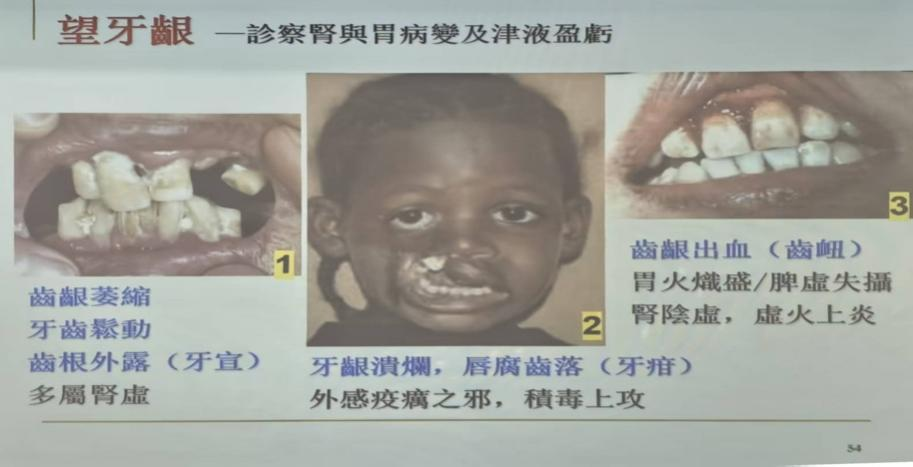 望牙齦 —診察腎與胃病變及津液盈虧
1
齒齦萎縮
牙齒鬆動
齒根外露（牙宣）
多屬腎虛
2
牙齦潰爛，唇腐齒落（牙疳）
外感疫癘之邪，積毒上攻
3
齒齦出血（齒衄）
胃火熾盛/脾虛失攝
腎陰虛，虛火上炎
54